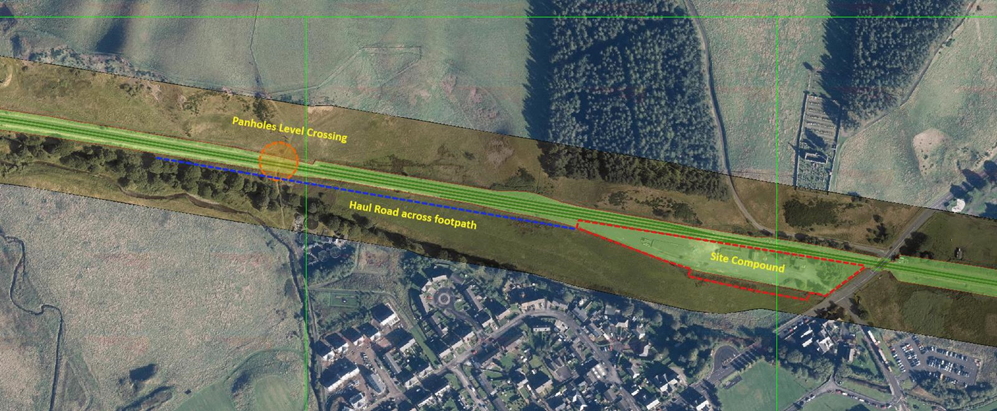 Panholes Level Crossing
Haul Road across footpath
Site Compound